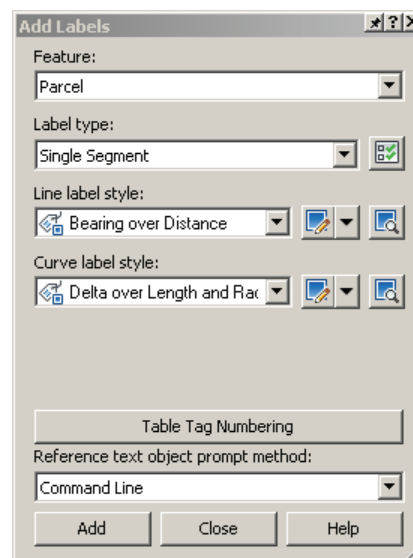 Add Labels
Feature:
Parcel
Label type:
Single Segment
Line label style:
Bearing over Distance
Curve label style:
Delta over Length and Rac
Table Tag Numbering
Reference text object prompt method:
Command Line
Add Close Help